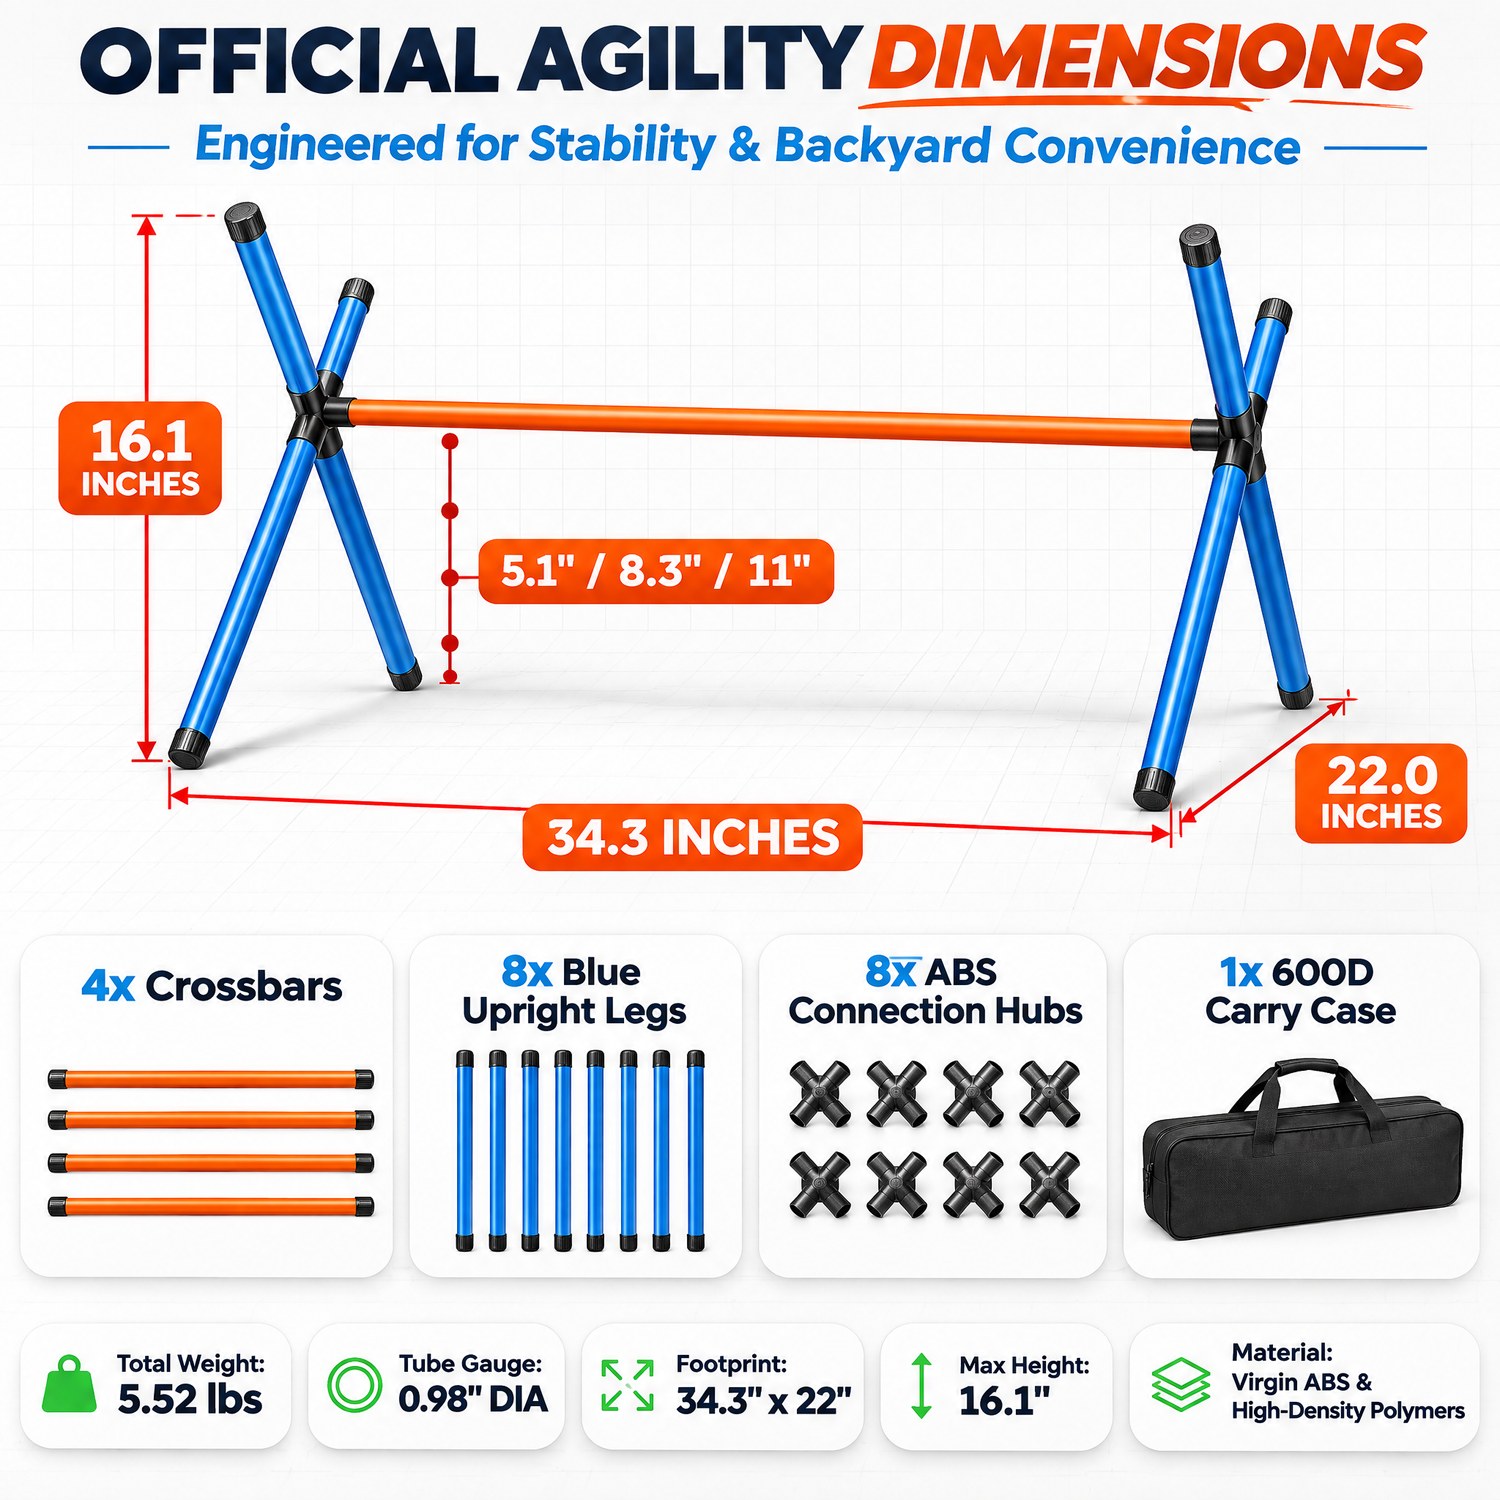 OFFICIAL AGILITY DIMENSIONS
Engineered for Stability & Backyard Convenience
16.1
INCHES
5.1" / 8.3" / 11"
34.3 INCHES
22.0
INCHES
4x Crossbars
8x Blue
Upright Legs
8x ABS
Connection Hubs
1x 600D
Carry Case
Total Weight:
5.52 lbs
Tube Gauge:
0.98" DIA
Footprint:
34.3" x 22"
Max Height:
16.1"
Material:
Virgin ABS &
High-Density Polymers